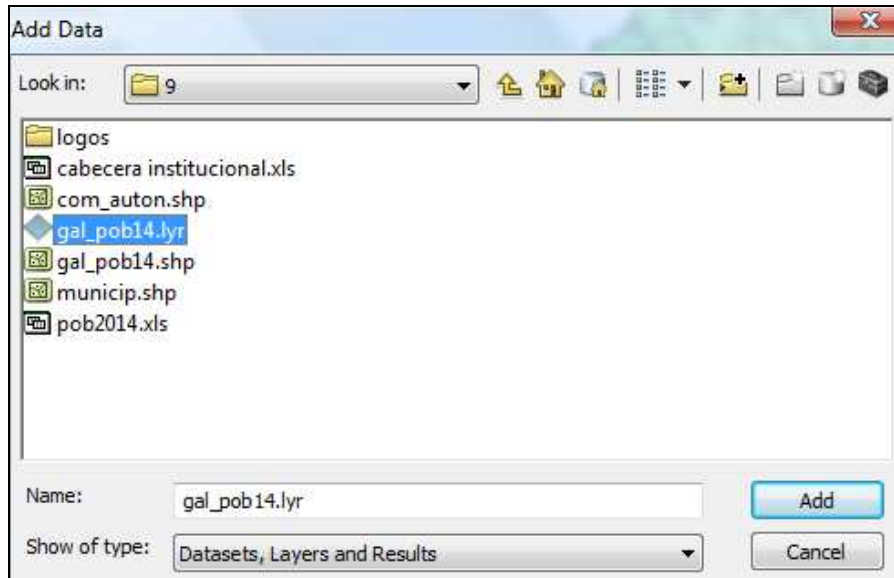 Add Data
Look in: 9
logos
cabecera institucional.xls
com_auton.shp
gal_pob14.lyr
gal_pob14.shp
municip.shp
pob2014.xls
Name: gal_pob14.lyr Add
Show of type: Datasets, Layers and Results Cancel